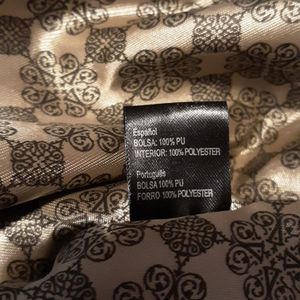 Español
BOLSA: 100% PU
INTERIOR: 100% POLYESTER
Português
BOLSA 100% PU
FORRO 100% POLYESTER